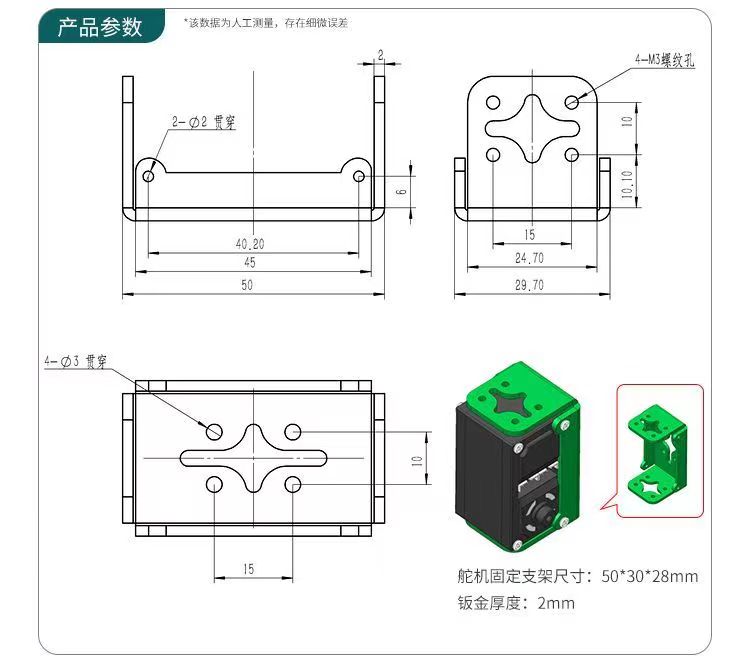 产品参数
*该数据为人工测量，存在细微误差
2
4-M3螺纹孔
2-∅2 贯穿
10
6
10.10
40.20
15
45
24.70
50
29.70
4-∅3 贯穿
10
15
舵机固定支架尺寸：50*30*28mm
钣金厚度：2mm